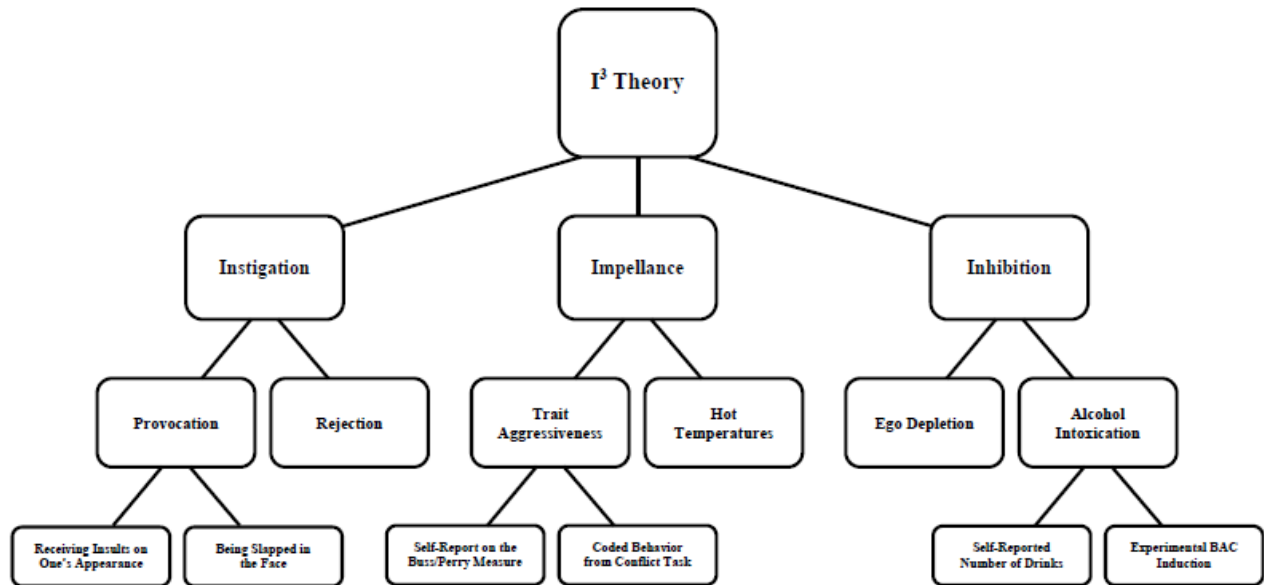 I³ Theory
Instigation
Impellance
Inhibition
Provocation
Rejection
Trait
Aggressiveness
Hot
Temperatures
Ego Depletion
Alcohol
Intoxication
Receiving Insults on
One's Appearance
Being Slapped in
the Face
Self-Report on the
Buss/Perry Measure
Coded Behavior
from Conflict Task
Self-Reported
Number of Drinks
Experimental BAC
Induction